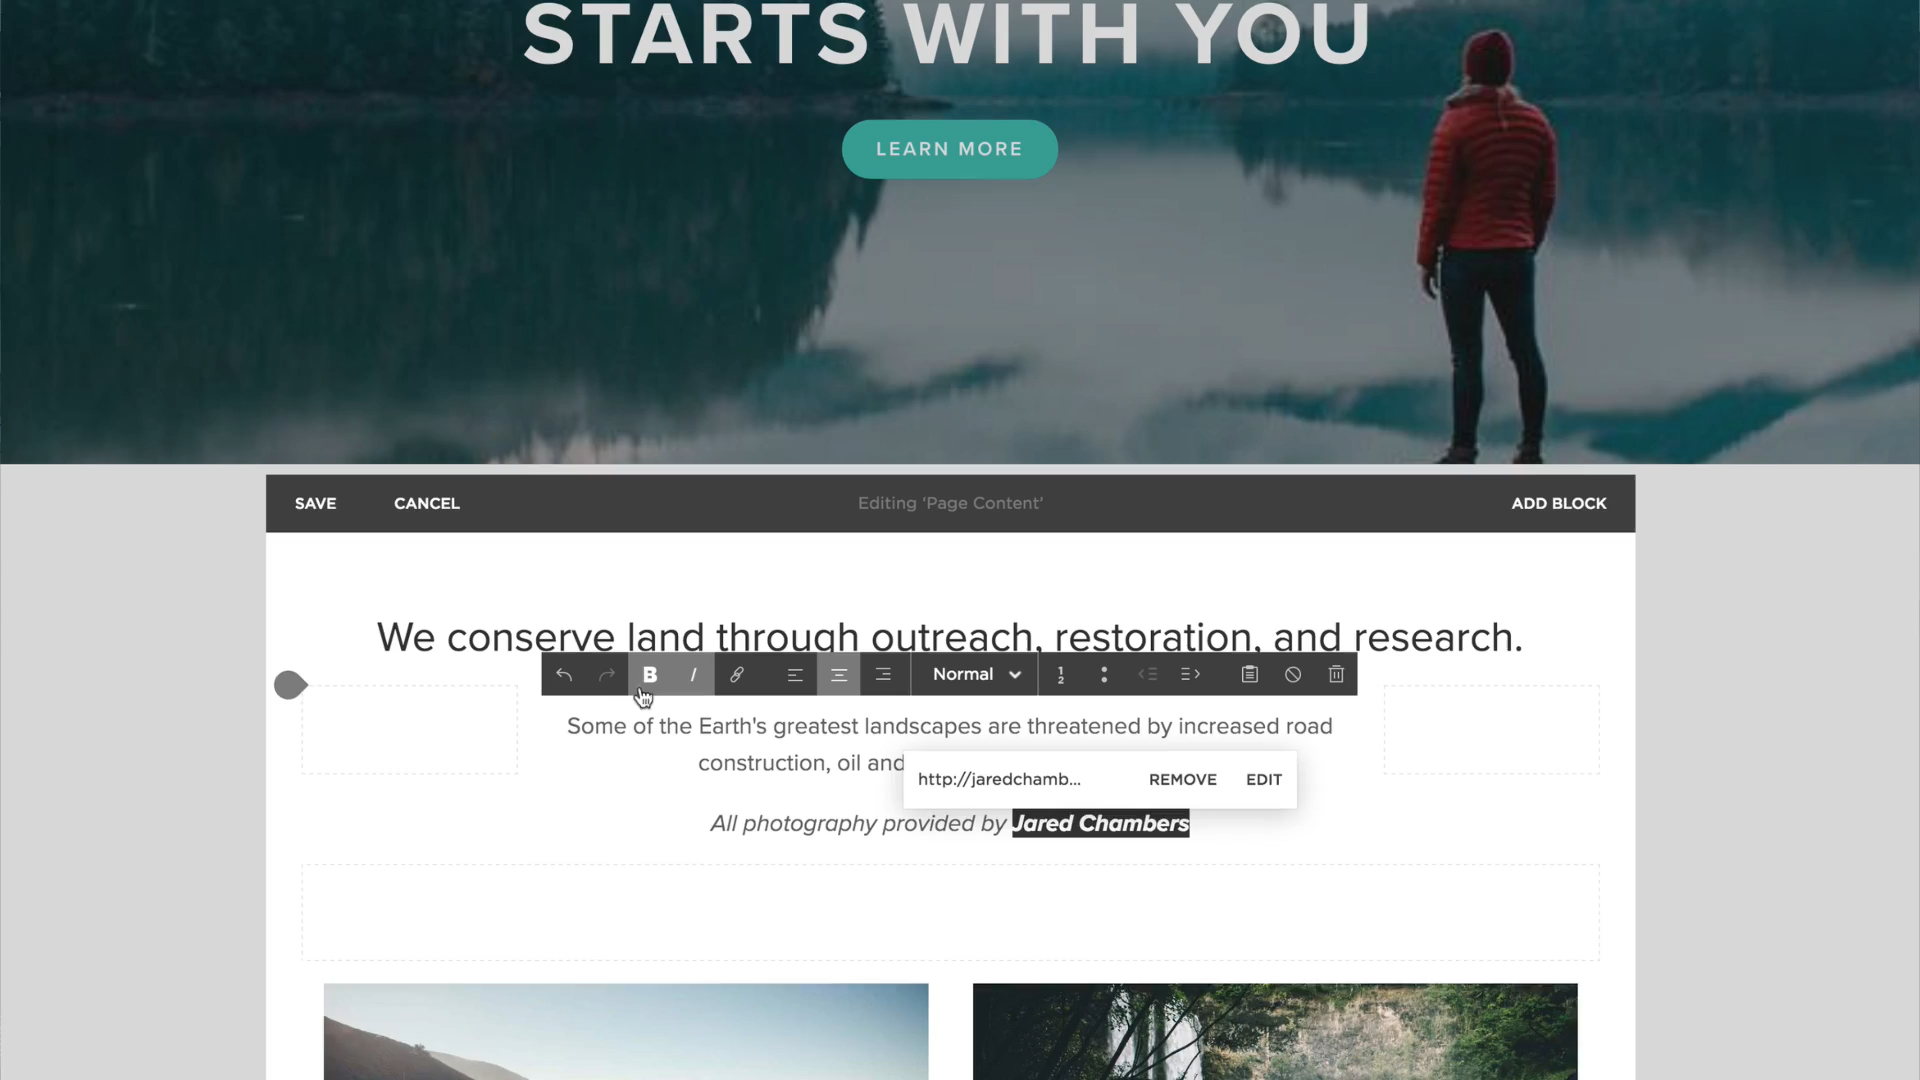 STARTS WITH YOU
LEARN MORE
SAVE CANCEL Editing 'Page Content' ADD BLOCK
We conserve land through outreach, restoration, and research.
B I Normal 1 2
Some of the Earth's greatest landscapes are threatened by increased road
construction, oil and
http://jaredchamb... REMOVE EDIT
All photography provided by Jared Chambers